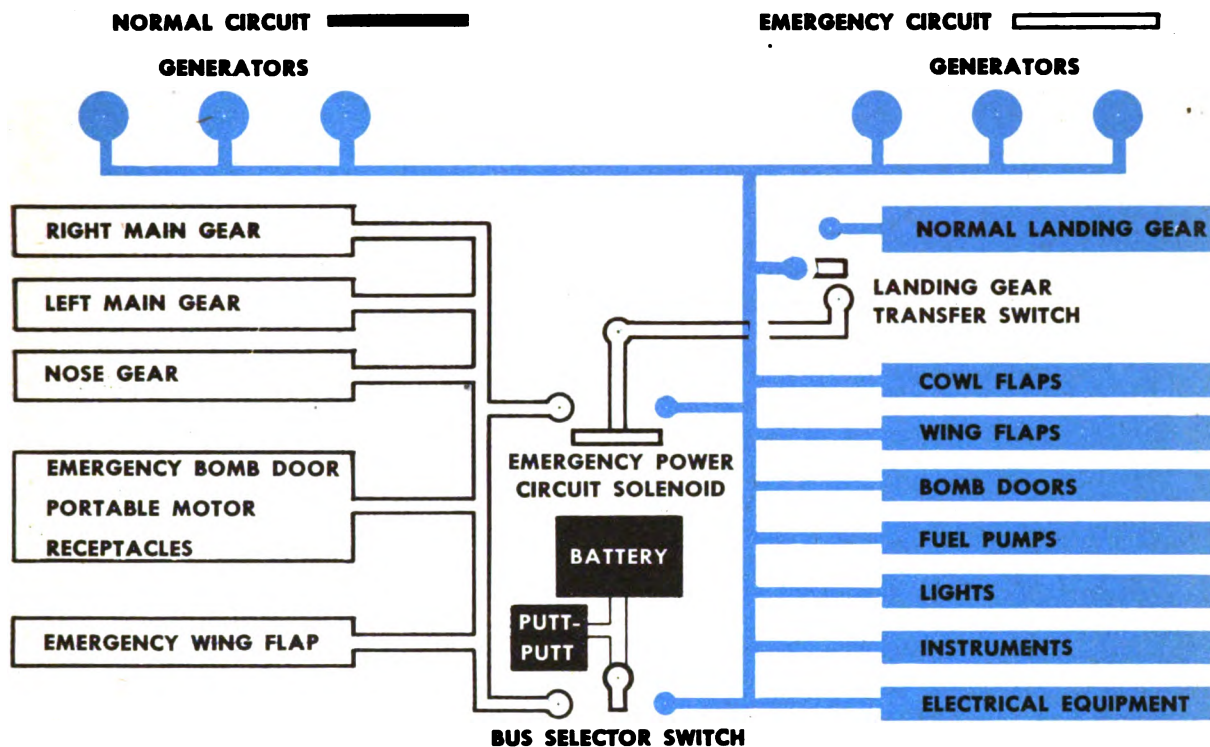 NORMAL CIRCUIT
EMERGENCY CIRCUIT
GENERATORS
GENERATORS
RIGHT MAIN GEAR
LEFT MAIN GEAR
NOSE GEAR
EMERGENCY BOMB DOOR
PORTABLE MOTOR
RECEPTACLES
EMERGENCY WING FLAP
EMERGENCY POWER
CIRCUIT SOLENOID
BATTERY
PUTT-
PUTT
BUS SELECTOR SWITCH
NORMAL LANDING GEAR
LANDING GEAR
TRANSFER SWITCH
COWL FLAPS
WING FLAPS
BOMB DOORS
FUEL PUMPS
LIGHTS
INSTRUMENTS
ELECTRICAL EQUIPMENT